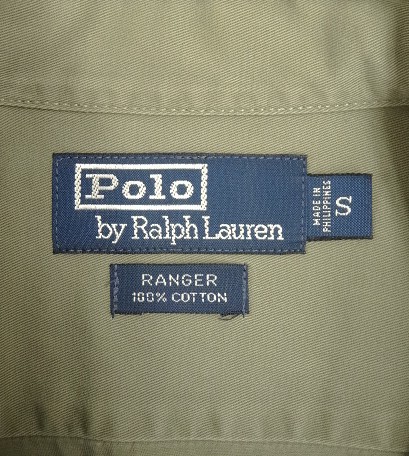 Polo
by Ralph Lauren
MADE IN
PHILIPPINES
S
RANGER
100% COTTON